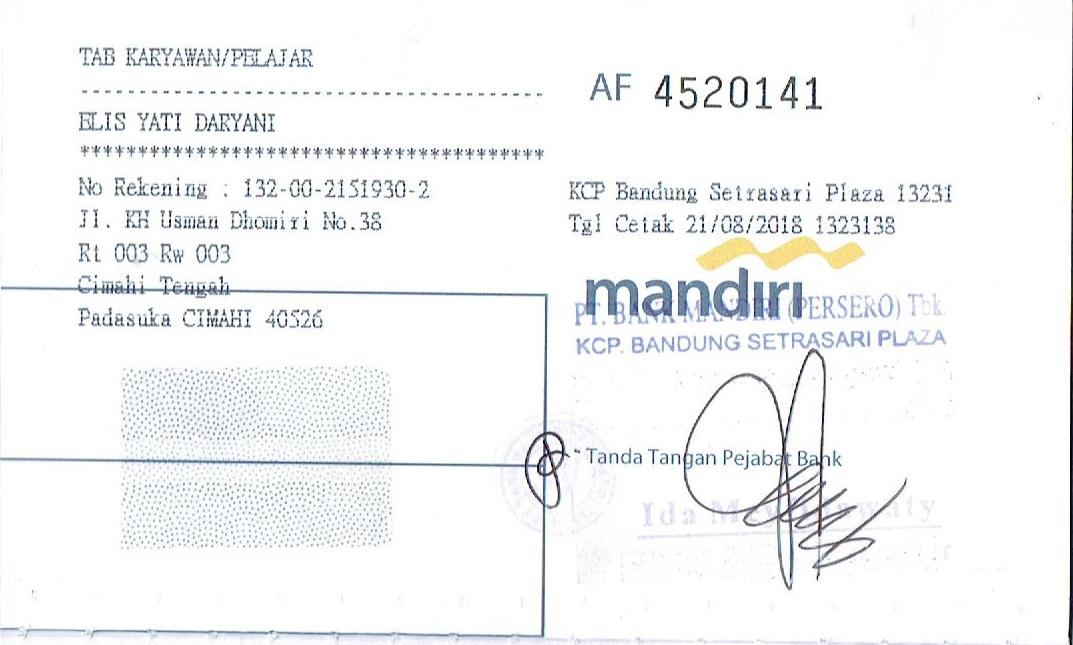 TAB KARYAWAN/PELAJAR
----------------------------------------
AF 4520141
ELIS YATI DARYANI
****************************************
No Rekening : 132-00-2151930-2
Jl. KH Usman Dhomiri No.38
Rt 003 Rw 003
Cimahi Tengah
Padasuka CIMAHI 40526
KCP Bandung Setrasari Plaza 13231
Tgl Cetak 21/08/2018 1323138
mandiri
PT. BANK MANDIRI (PERSERO) Tbk.
KCP. BANDUNG SETRASARI PLAZA
Tanda Tangan Pejabat Bank
Ida